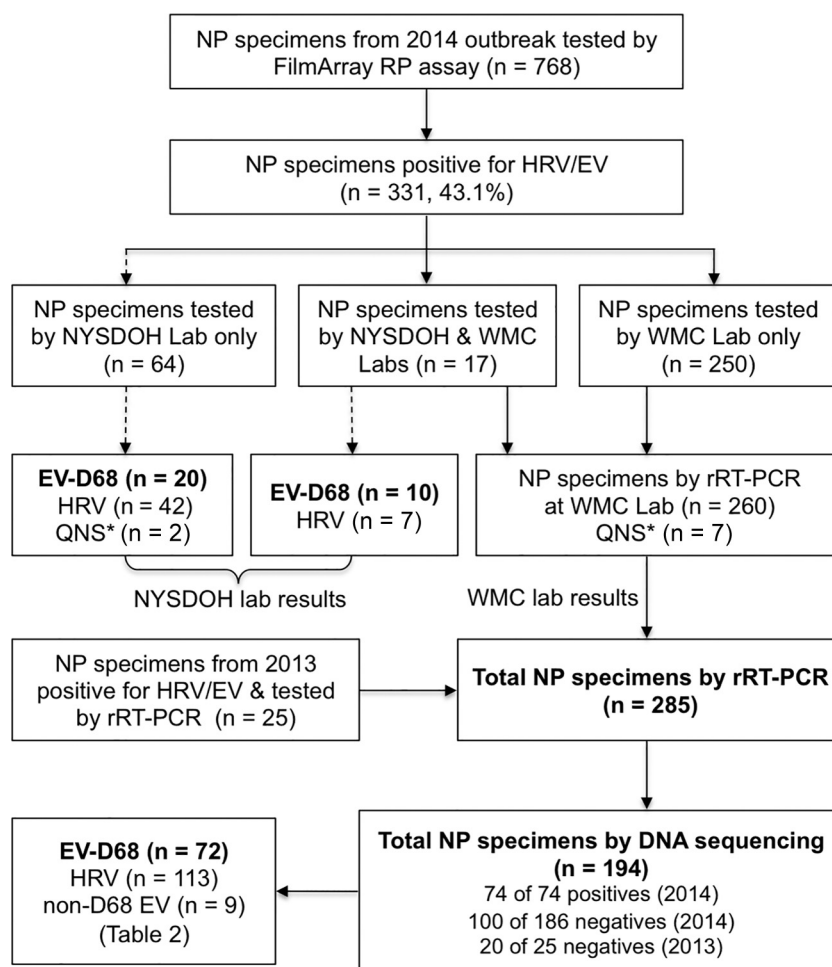 NP specimens from 2014 outbreak tested by
FilmArray RP assay (n = 768)
NP specimens positive for HRV/EV
(n = 331, 43.1%)
NP specimens tested
by NYSDOH Lab only
(n = 64)
NP specimens tested
by NYSDOH & WMC
Labs (n = 17)
NP specimens tested
by WMC Lab only
(n = 250)
EV-D68 (n = 20)
HRV (n = 42)
QNS* (n = 2)
EV-D68 (n = 10)
HRV (n = 7)
NP specimens by rRT-PCR
at WMC Lab (n = 260)
QNS* (n = 7)
NYSDOH lab results
WMC lab results
NP specimens from 2013
positive for HRV/EV & tested
by rRT-PCR (n = 25)
Total NP specimens by rRT-PCR
(n = 285)
Total NP specimens by DNA sequencing
(n = 194)
74 of 74 positives (2014)
100 of 186 negatives (2014)
20 of 25 negatives (2013)
EV-D68 (n = 72)
HRV (n = 113)
non-D68 EV (n = 9)
(Table 2)